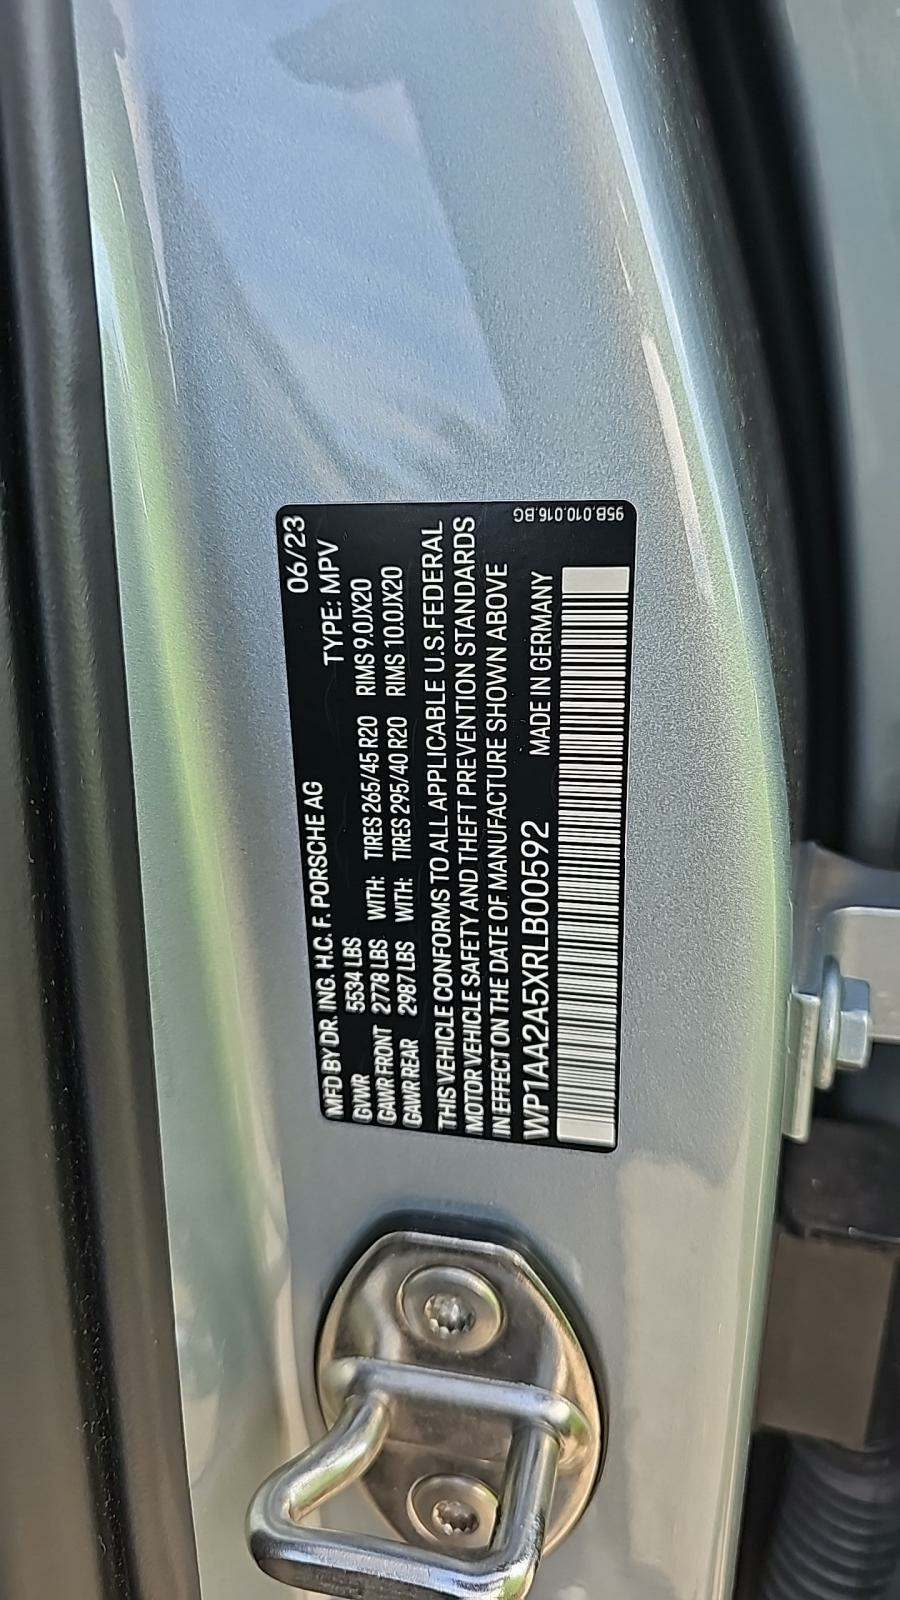 06/23
MFD BY DR. ING. H.C. F. PORSCHE AG TYPE: MPV
GVWR 5534 LBS WITH: TIRES 265/45 R20 RIMS 9.0JX20
GAWR FRONT 2778 LBS WITH: TIRES 295/40 R20 RIMS 10.0JX20
GAWR REAR 2987 LBS
THIS VEHICLE CONFORMS TO ALL APPLICABLE U.S. FEDERAL
MOTOR VEHICLE SAFETY AND THEFT PREVENTION STANDARDS
IN EFFECT ON THE DATE OF MANUFACTURE SHOWN ABOVE
WP1AA2A5XRLB00592 MADE IN GERMANY
95B.010.016.BG